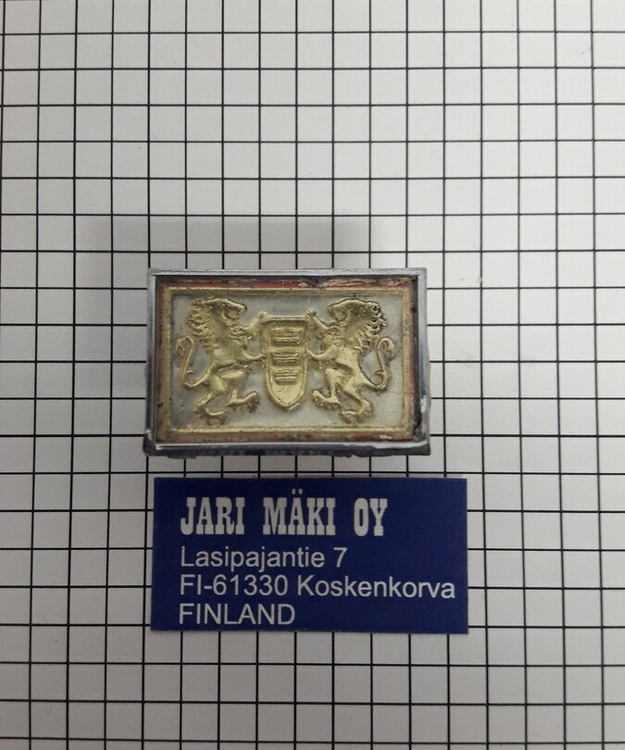 JARI MÄKI OY
Lasipajantie 7
FI-61330 Koskenkorva
FINLAND